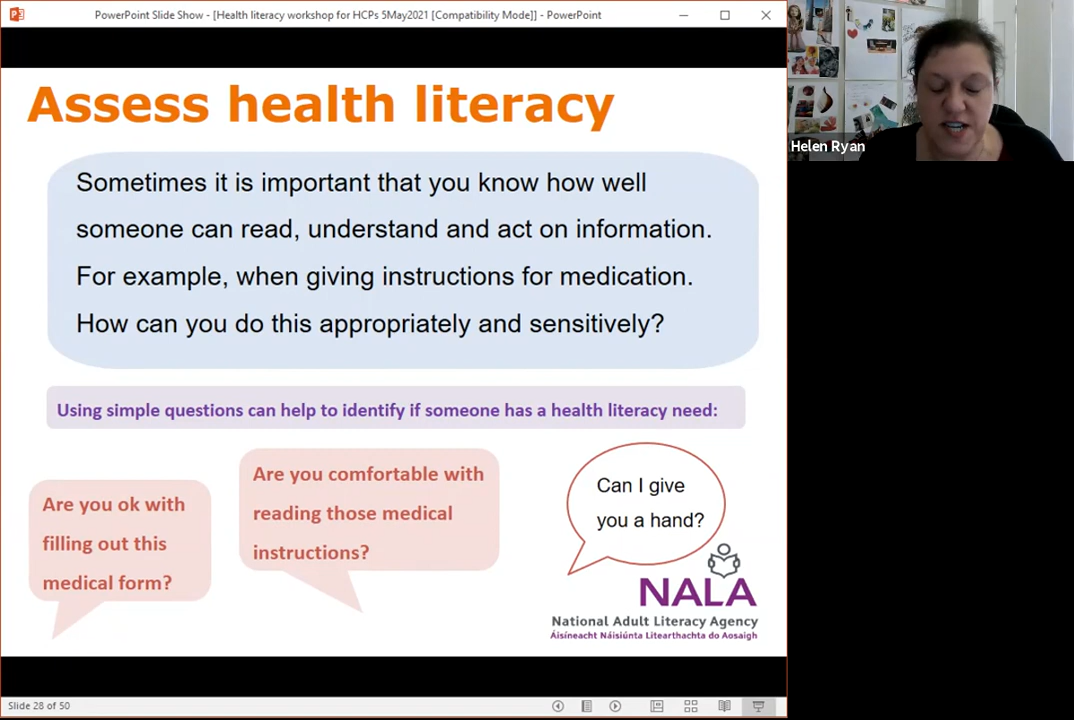 PowerPoint Slide Show - [Health literacy workshop for HCPs 5May2021 [Compatibility Mode]] - PowerPoint
Helen Ryan
Assess health literacy
Sometimes it is important that you know how well
someone can read, understand and act on information.
For example, when giving instructions for medication.
How can you do this appropriately and sensitively?
Using simple questions can help to identify if someone has a health literacy need:
Are you ok with
filling out this
medical form?
Are you comfortable with
reading those medical
instructions?
Can I give
you a hand?
NALA
National Adult Literacy Agency
Áisíneacht Náisiúnta Litearthachta do Aosaigh
Slide 28 of 50